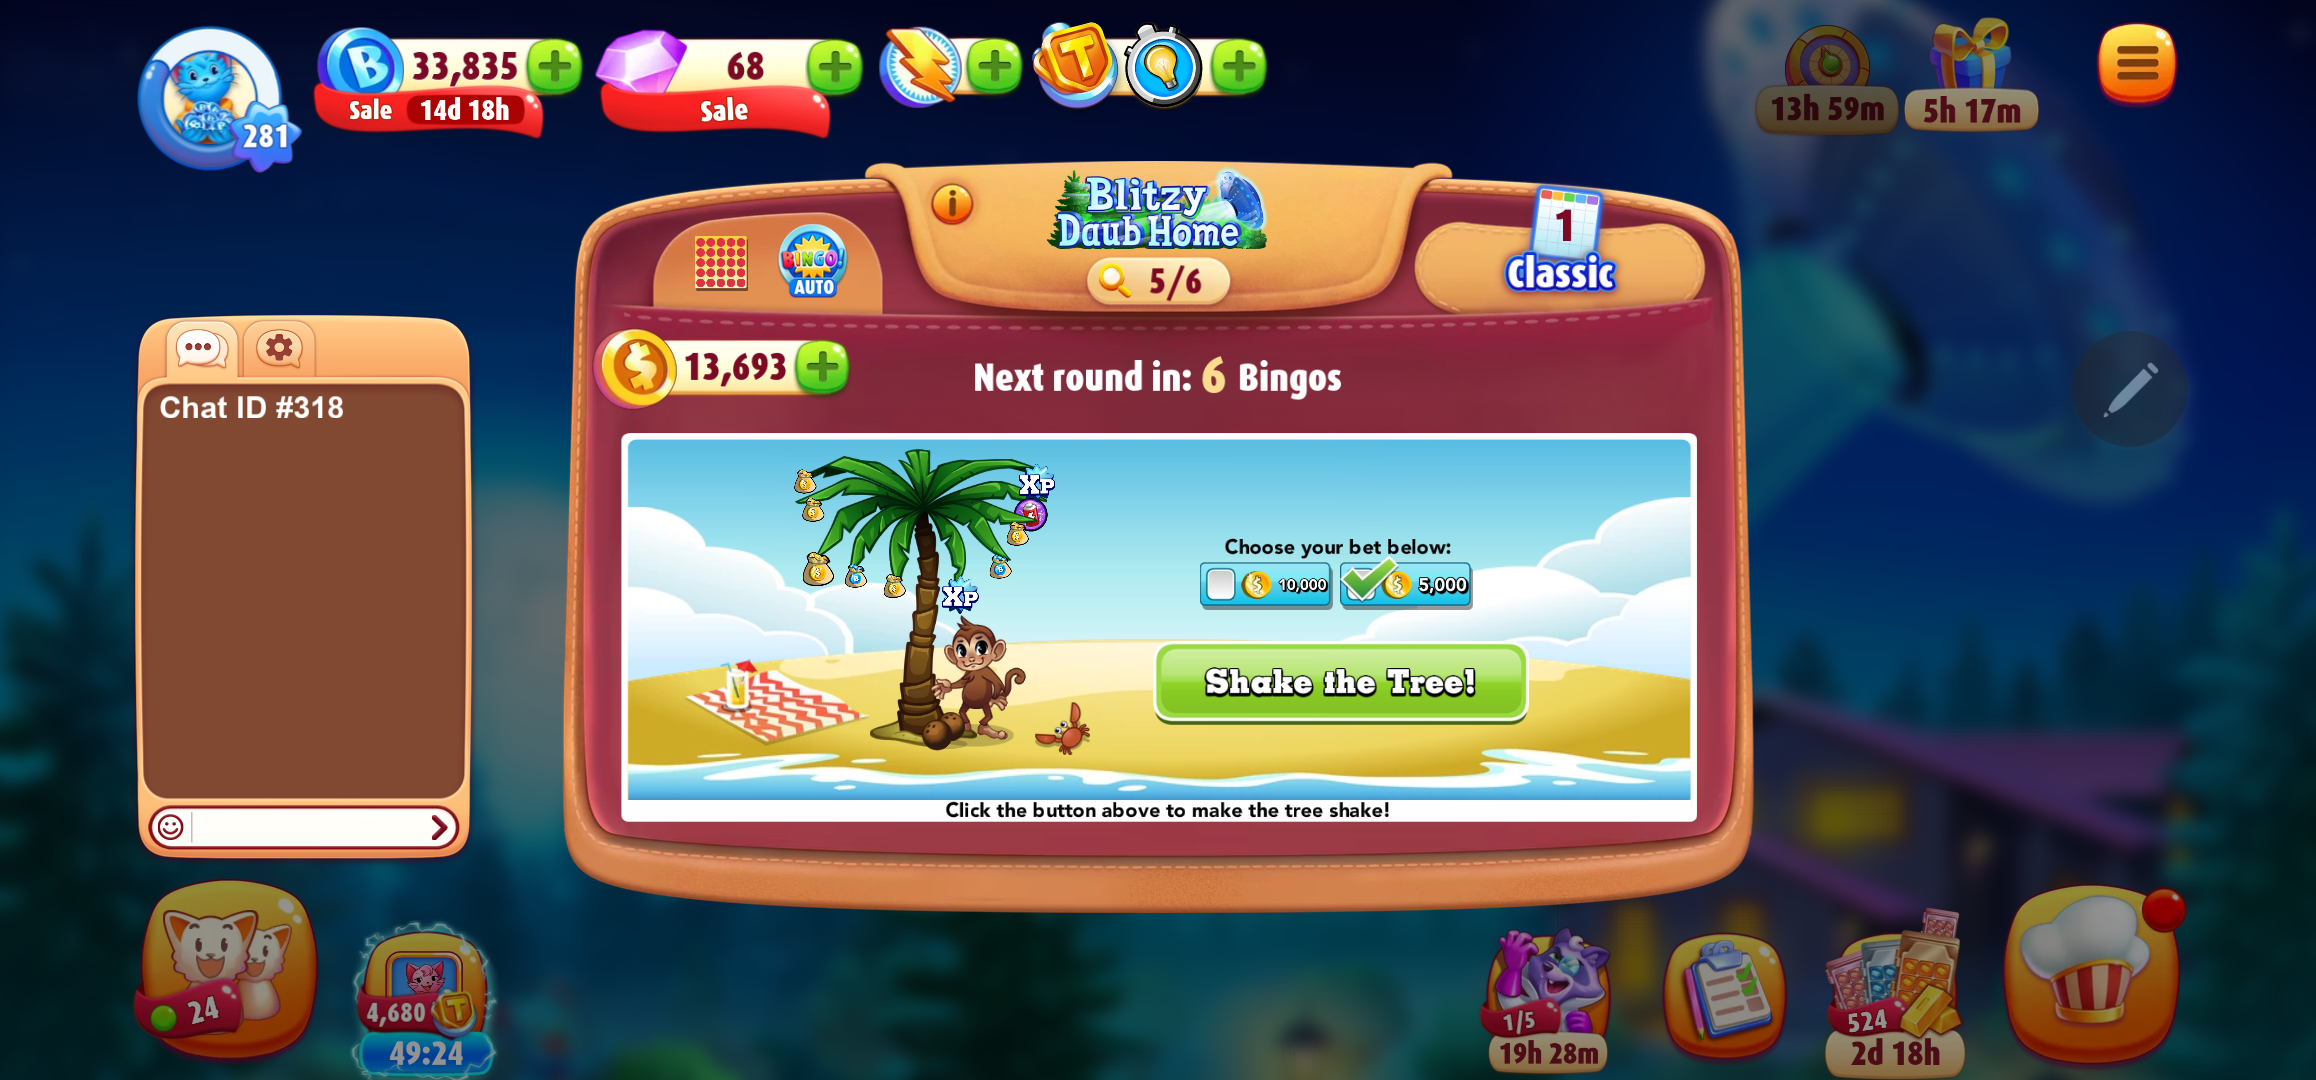 281
B 33,835
Sale 14d 18h
68
Sale
T
13h 59m
5h 17m
i
Blitzy
Daub Home
5/6
BINGO!
AUTO
1
Classic
$ 13,693
Next round in: 6 Bingos
Chat ID #318
XP
XP
Choose your bet below:
10,000
5,000
Shake the Tree!
Click the button above to make the tree shake!
24
4,680 T
49:24
1/5
19h 28m
524
2d 18h